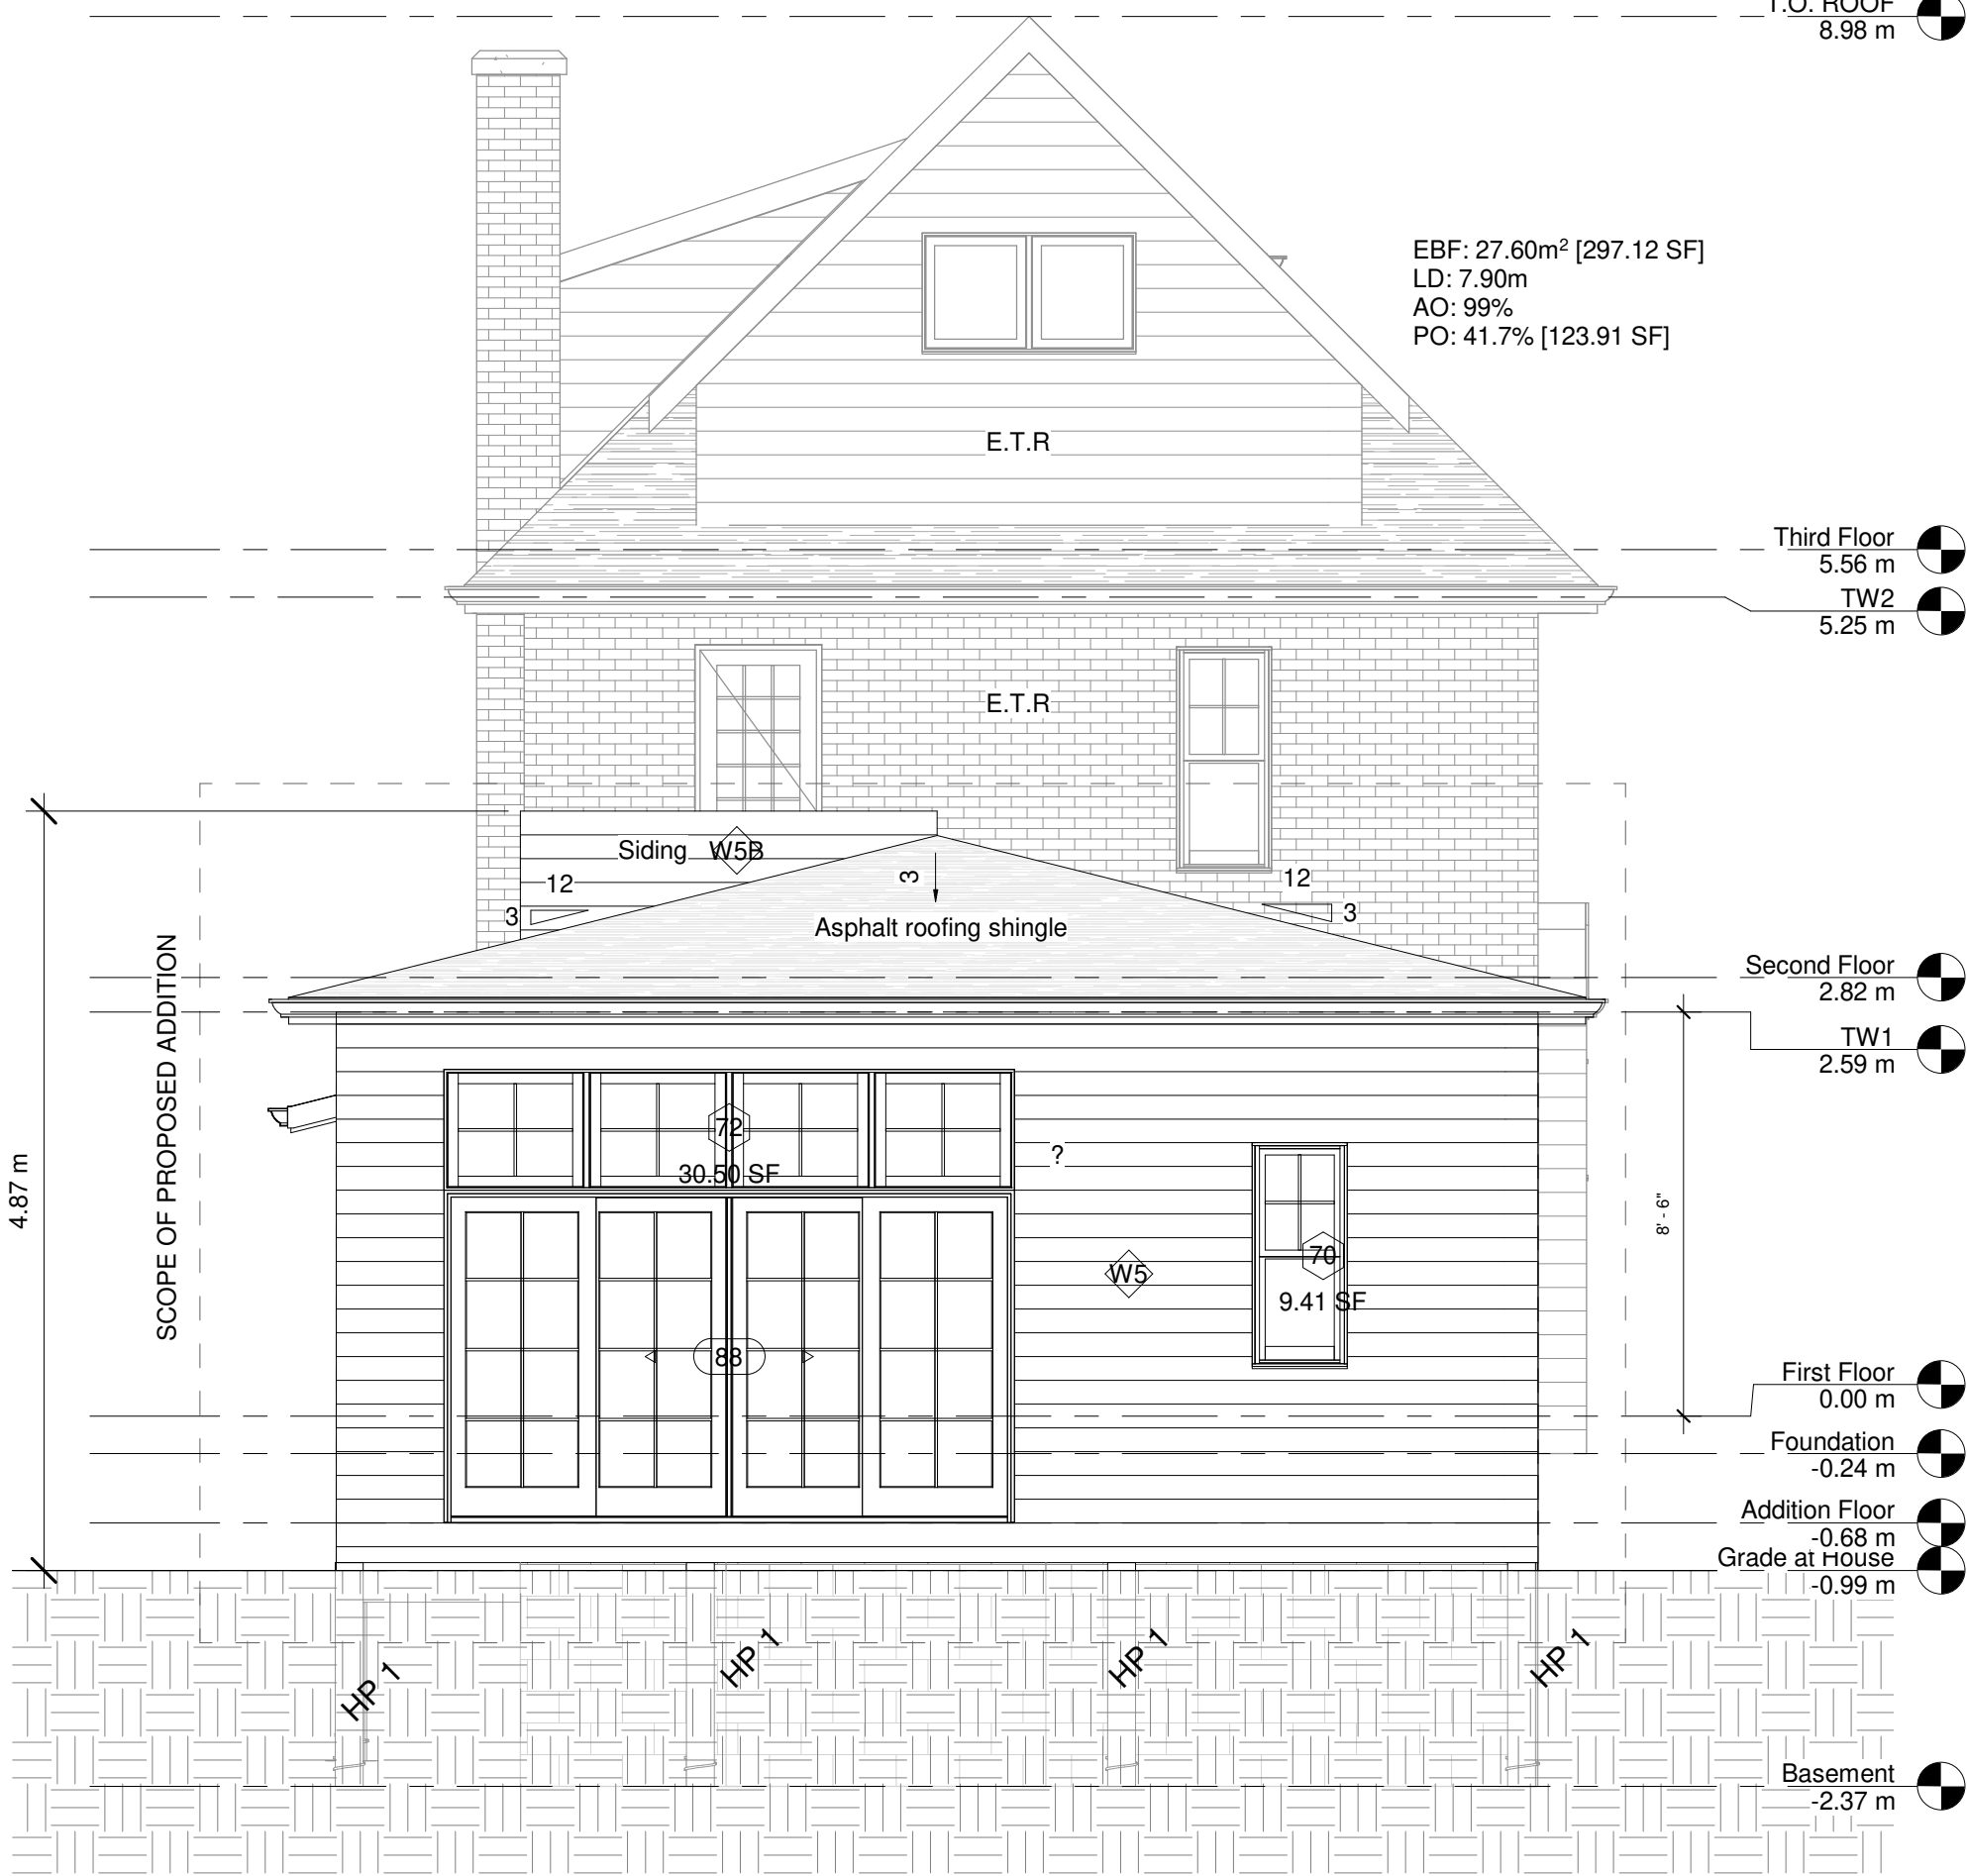 T.O. ROOF
8.98 m
EBF: 27.60m² [297.12 SF]
LD: 7.90m
AO: 99%
PO: 41.7% [123.91 SF]
E.T.R
Third Floor
5.56 m
TW2
5.25 m
E.T.R
Siding
W5B
12
3
3
12
3
Asphalt roofing shingle
SCOPE OF PROPOSED ADDITION
4.87 m
Second Floor
2.82 m
TW1
2.59 m
72
30.50 SF
?
8' - 6"
70
9.41 SF
W5
88
First Floor
0.00 m
Foundation
-0.24 m
Addition Floor
-0.68 m
Grade at House
-0.99 m
HP 1
HP 1
HP 1
HP 1
Basement
-2.37 m